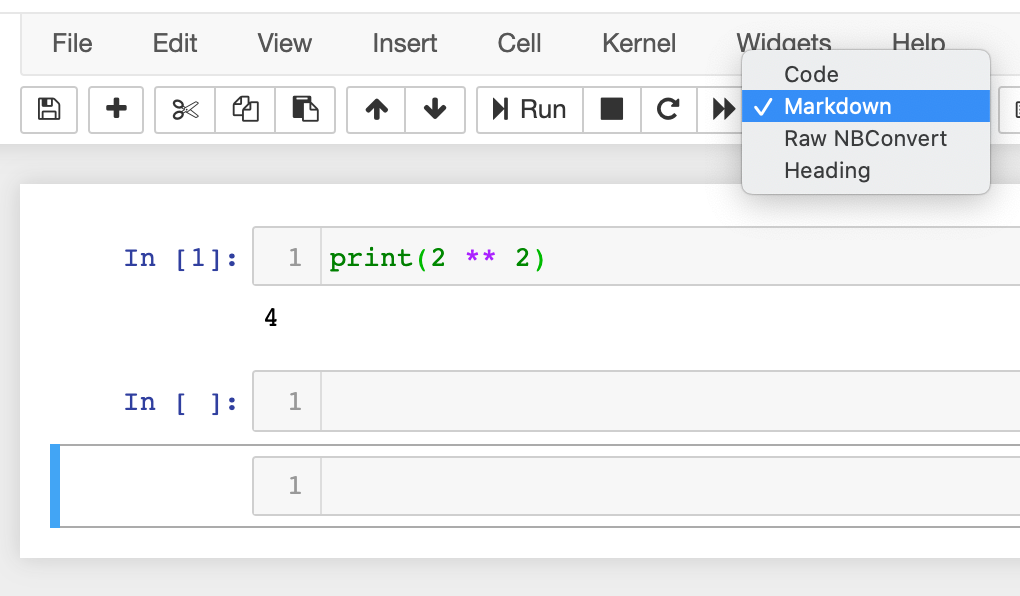 File Edit View Insert Cell Kernel Widgets Help
Run
Code
✓ Markdown
Raw NBConvert
Heading
In [1]: 1 print(2 ** 2)
4
In [ ]: 1
1